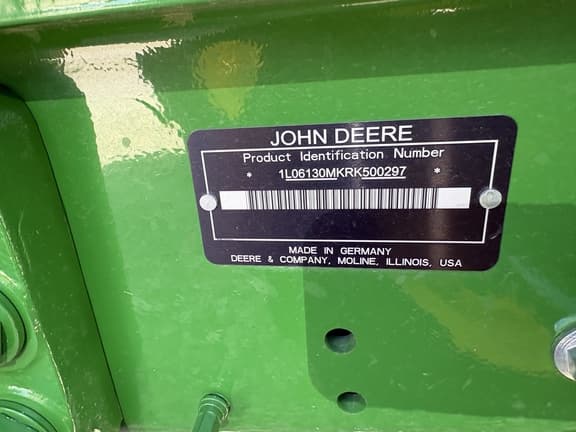 JOHN DEERE
Product Identification Number
* 1L06130MKRK500297 *
MADE IN GERMANY
DEERE & COMPANY, MOLINE, ILLINOIS, USA